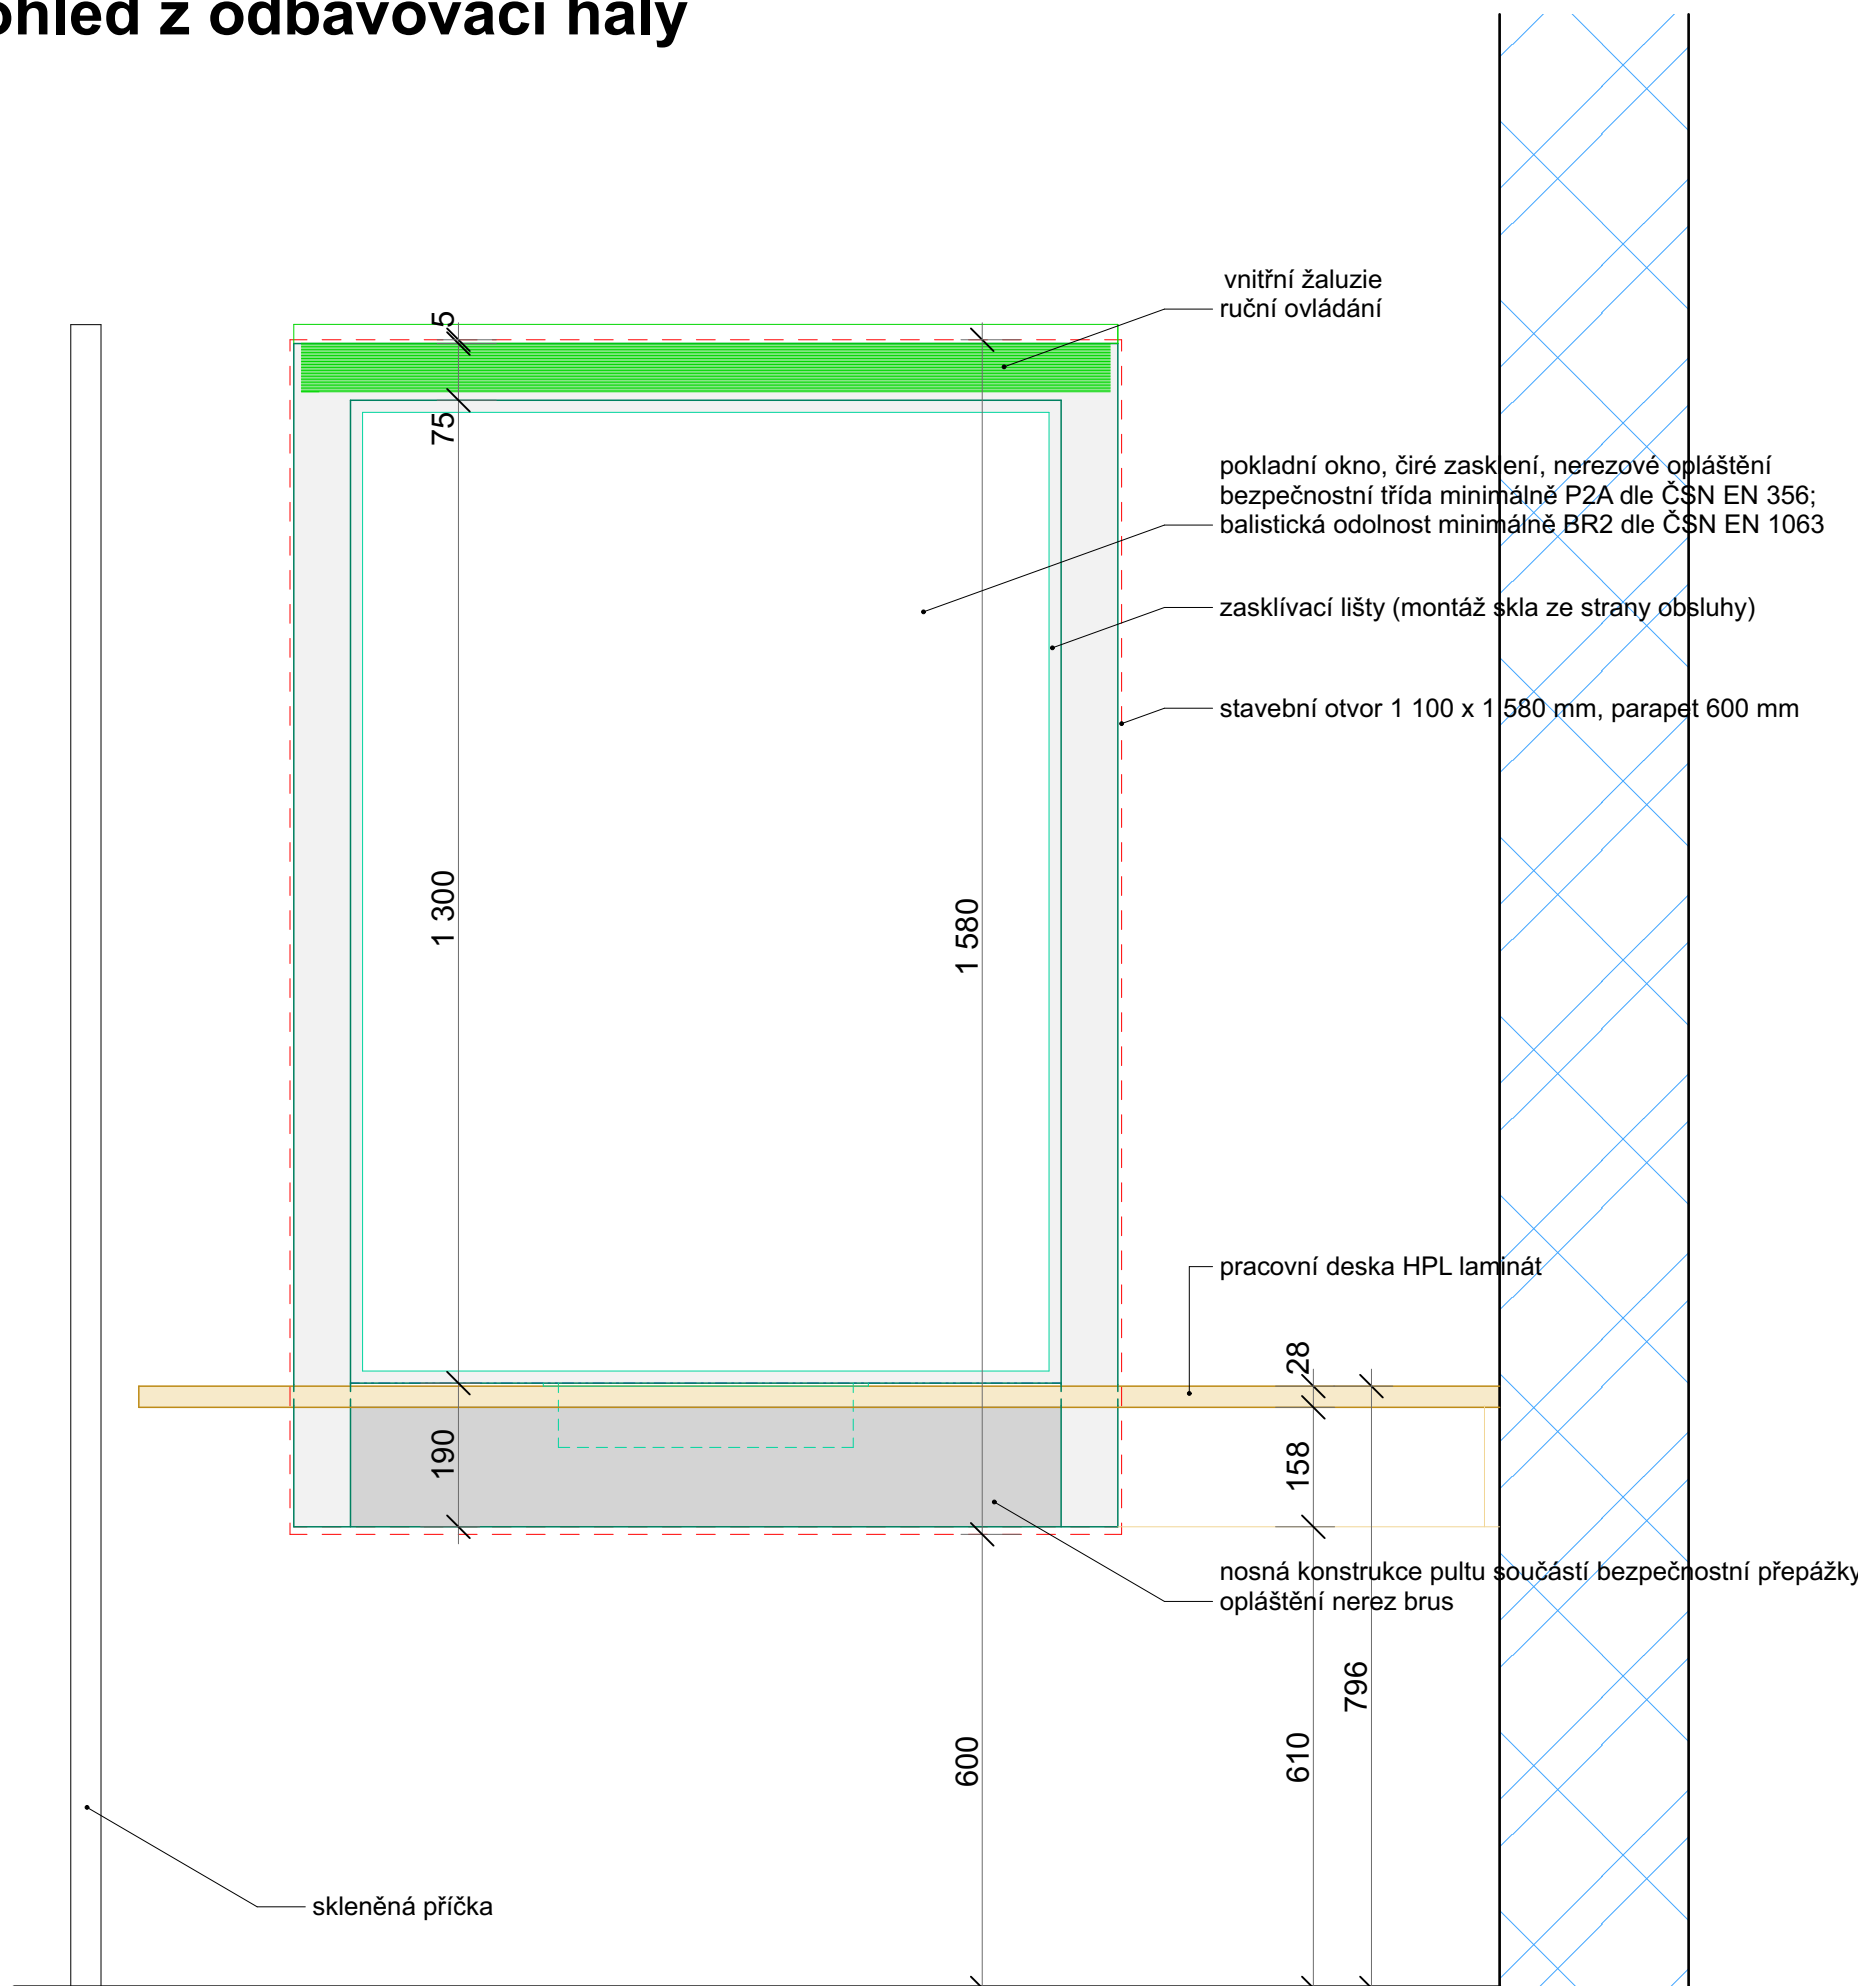 ohled z odbavovací haly
vnitřní žaluzie
ruční ovládání
5
75
pokladní okno, čiré zasklení, nerezové opláštění
bezpečnostní třída minimálně P2A dle ČSN EN 356;
balistická odolnost minimálně BR2 dle ČSN EN 1063
zasklívací lišty (montáž skla ze strany obsluhy)
stavební otvor 1 100 x 1 580 mm, parapet 600 mm
1 300
1 580
pracovní deska HPL laminát
28
190
158
nosná konstrukce pultu součástí bezpečnostní přepážky
opláštění nerez brus
796
600
610
skleněná příčka